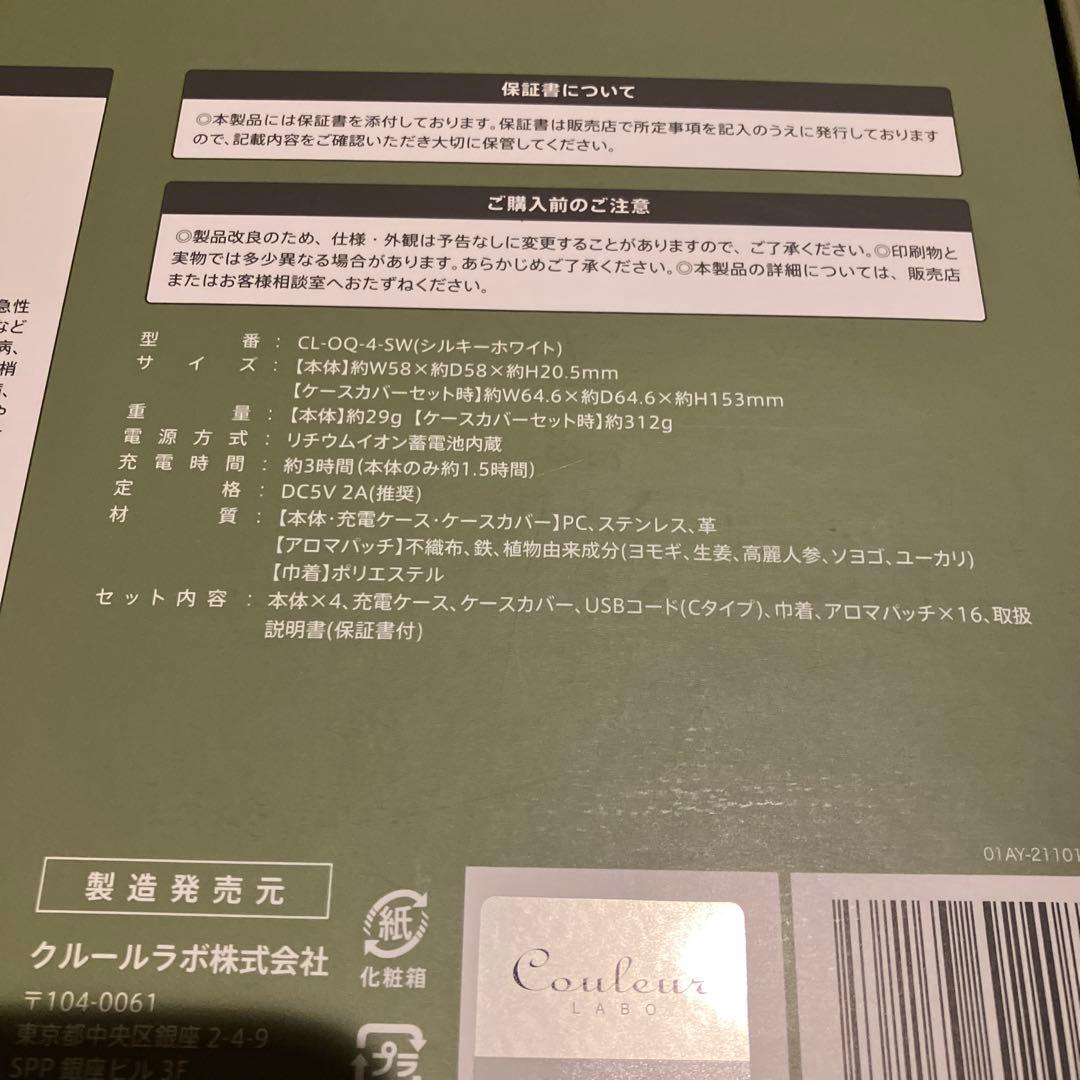 保証書について
◎本製品には保証書を添付しております。保証書は販売店で所定事項を記入のうえに発行しております
ので、記載内容をご確認いただき大切に保管してください。
ご購入前のご注意
◎製品改良のため、仕様・外観は予告なしに変更することがありますので、ご了承ください。◎印刷物と
実物では多少異なる場合があります。あらかじめご了承ください。◎本製品の詳細については、販売店
またはお客様相談室へおたずねください。
急性
など
病、
梢
型番：CL-OQ-4-SW(シルキーホワイト)
サイズ：【本体】約W58×約D58×約H20.5mm
【ケースカバーセット時】約W64.6×約D64.6×約H153mm
重量：【本体】約29g【ケースカバーセット時】約312g
電源方式：リチウムイオン蓄電池内蔵
充電時間：約3時間(本体のみ約1.5時間)
定格：DC5V 2A(推奨)
材質：【本体・充電ケース・ケースカバー】PC、ステンレス、革
【アロマパッチ】不織布、鉄、植物由来成分(ヨモギ、生姜、高麗人参、ソヨゴ、ユーカリ)
【巾着】ポリエステル
セット内容：本体×4、充電ケース、ケースカバー、USBコード(Cタイプ)、巾着、アロマパッチ×16、取扱
説明書(保証書付)
01AY-21101
製造発売元
クルールラボ株式会社
〒104-0061
東京都中央区銀座 2-4-9
SPP 銀座ビル 3F
紙
化粧箱
プラ
Couleur
LABO